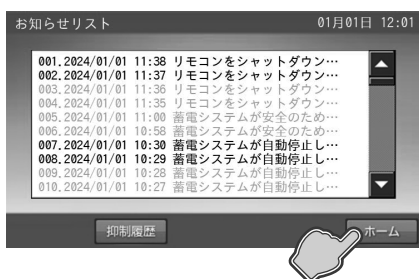 お知らせリスト 01月01日 12:01
001.2024/01/01 11:38 リモコンをシャットダウン…
002.2024/01/01 11:37 リモコンをシャットダウン…
003.2024/01/01 11:36 リモコンをシャットダウン…
004.2024/01/01 11:35 リモコンをシャットダウン…
005.2024/01/01 11:00 蓄電システムが安全のため…
006.2024/01/01 10:58 蓄電システムが安全のため…
007.2024/01/01 10:30 蓄電システムが自動停止し…
008.2024/01/01 10:29 蓄電システムが自動停止し…
009.2024/01/01 10:28 蓄電システムが自動停止し…
010.2024/01/01 10:27 蓄電システムが自動停止し…
抑制履歴 ホーム